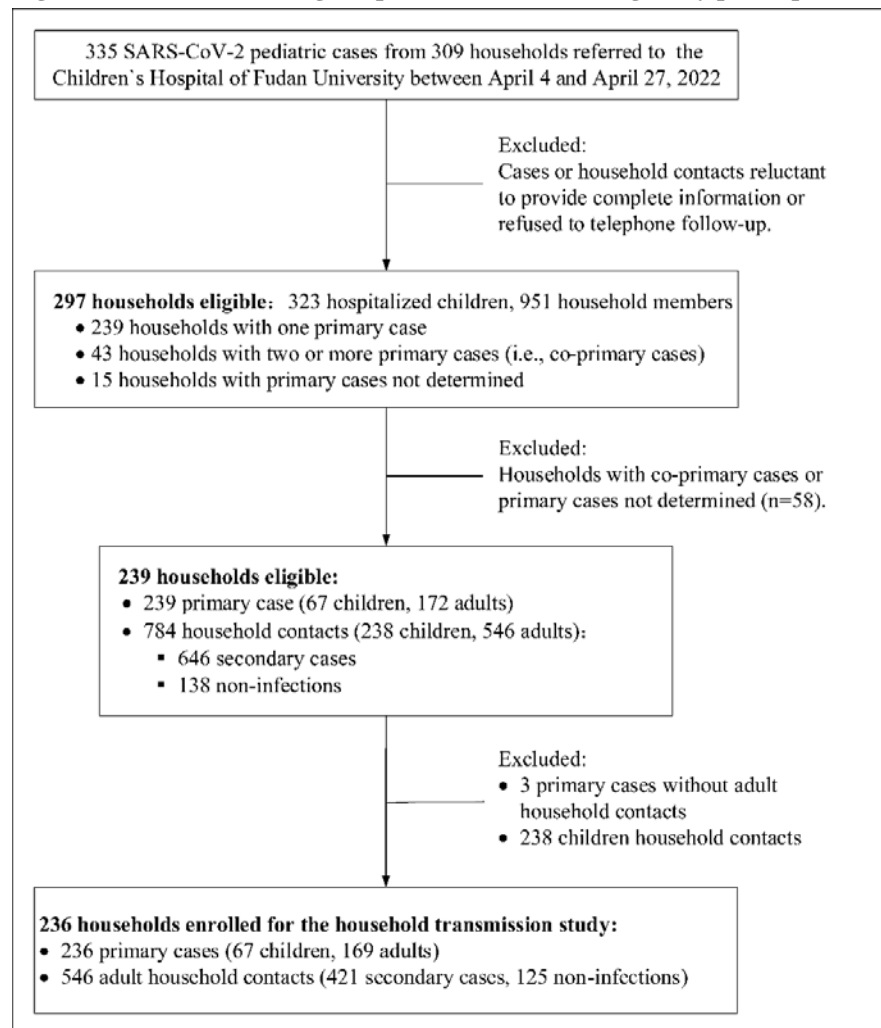 335 SARS-CoV-2 pediatric cases from 309 households referred to the
Children`s Hospital of Fudan University between April 4 and April 27, 2022
Excluded:
Cases or household contacts reluctant
to provide complete information or
refused to telephone follow-up.
297 households eligible: 323 hospitalized children, 951 household members
• 239 households with one primary case
• 43 households with two or more primary cases (i.e., co-primary cases)
• 15 households with primary cases not determined
Excluded:
Households with co-primary cases or
primary cases not determined (n=58).
239 households eligible:
• 239 primary case (67 children, 172 adults)
• 784 household contacts (238 children, 546 adults):
▪ 646 secondary cases
▪ 138 non-infections
Excluded:
• 3 primary cases without adult
household contacts
• 238 children household contacts
236 households enrolled for the household transmission study:
• 236 primary cases (67 children, 169 adults)
• 546 adult household contacts (421 secondary cases, 125 non-infections)